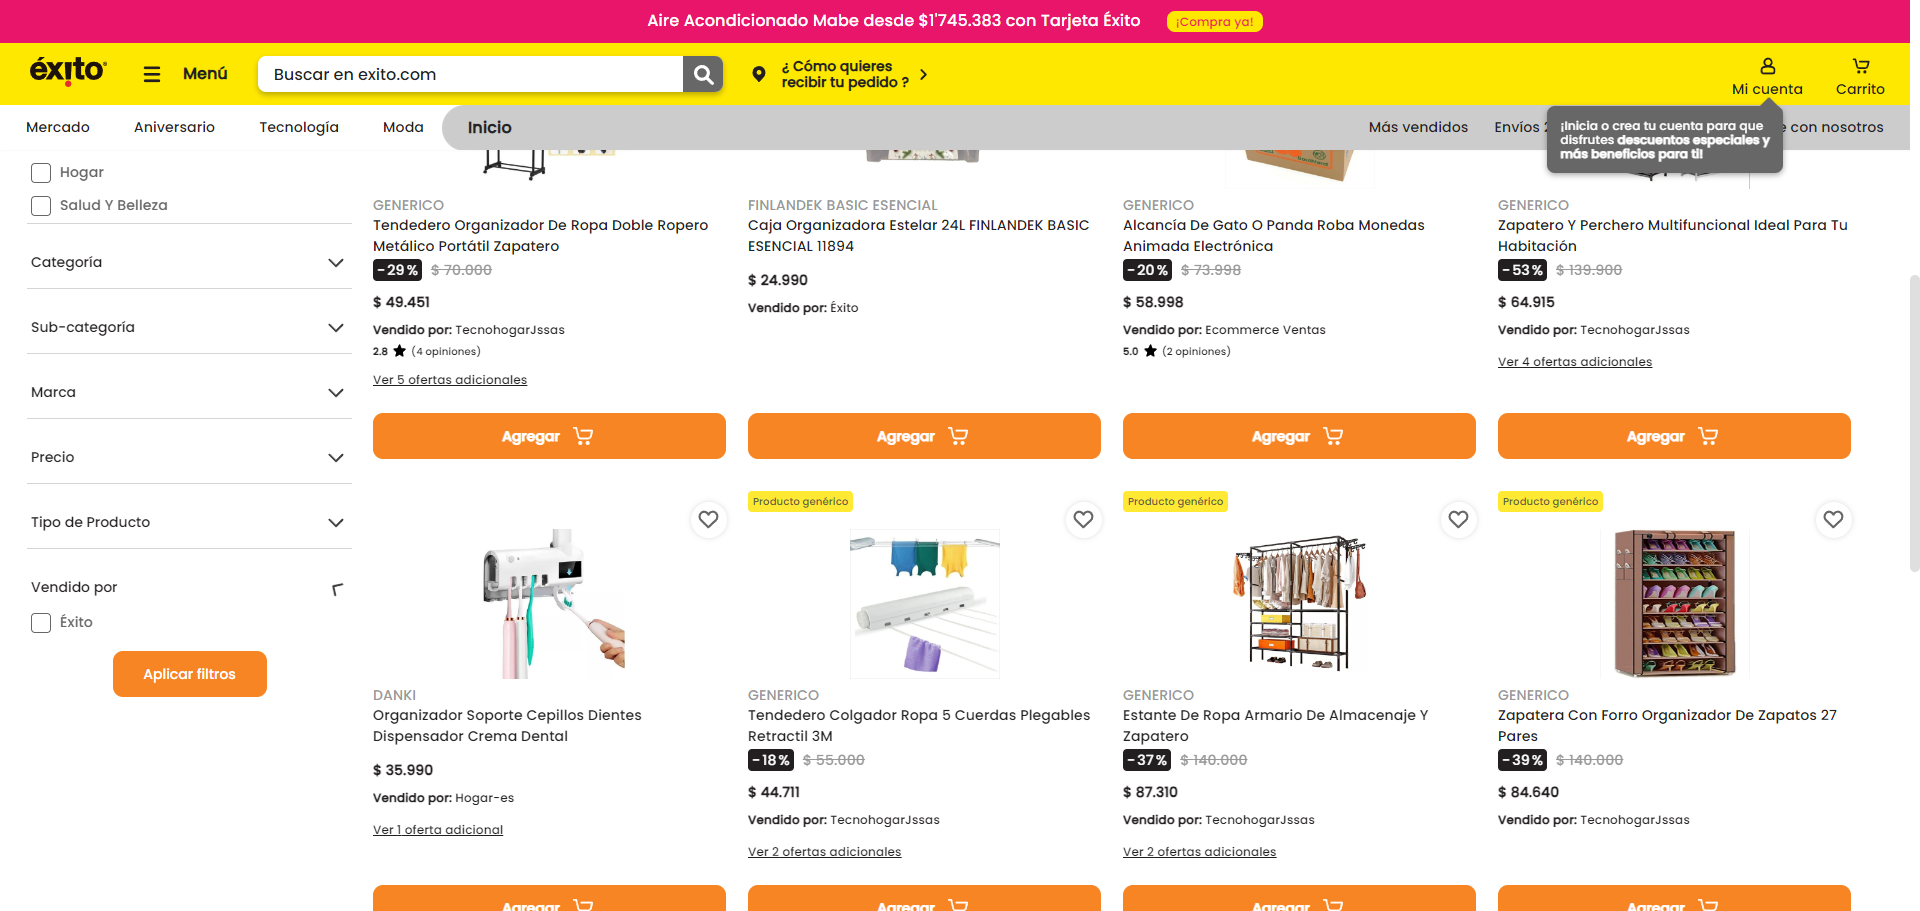 Aire Acondicionado Mabe desde $1'745.383 con Tarjeta Éxito
¡Compra ya!
éxito
Menú
Buscar en exito.com
¿ Cómo quieres
recibir tu pedido ?
Mi cuenta
Carrito
Mercado
Aniversario
Tecnología
Moda
Inicio
Más vendidos
Envíos
con nosotros
¡Inicia o crea tu cuenta para que
disfrutes descuentos especiales y
más beneficios para ti!
Hogar
Salud Y Belleza
Categoría
Sub-categoría
Marca
Precio
Tipo de Producto
Vendido por
Éxito
Aplicar filtros
GENERICO
Tendedero Organizador De Ropa Doble Ropero
Metálico Portátil Zapatero
-29% $ 70.000
$ 49.451
Vendido por: TecnohogarJssas
2.8 (4 opiniones)
Ver 5 ofertas adicionales
Agregar
FINLANDEK BASIC ESENCIAL
Caja Organizadora Estelar 24L FINLANDEK BASIC
ESENCIAL 11894
$ 24.990
Vendido por: Éxito
Agregar
GENERICO
Alcancía De Gato O Panda Roba Monedas
Animada Electrónica
-20% $ 73.998
$ 58.998
Vendido por: Ecommerce Ventas
5.0 (2 opiniones)
Agregar
GENERICO
Zapatero Y Perchero Multifuncional Ideal Para Tu
Habitación
-53% $ 139.900
$ 64.915
Vendido por: TecnohogarJssas
Ver 4 ofertas adicionales
Agregar
DANKI
Organizador Soporte Cepillos Dientes
Dispensador Crema Dental
$ 35.990
Vendido por: Hogar-es
Ver 1 oferta adicional
Agregar
Producto genérico
GENERICO
Tendedero Colgador Ropa 5 Cuerdas Plegables
Retractil 3M
-18% $ 55.000
$ 44.711
Vendido por: TecnohogarJssas
Ver 2 ofertas adicionales
Agregar
Producto genérico
GENERICO
Estante De Ropa Armario De Almacenaje Y
Zapatero
-37% $ 140.000
$ 87.310
Vendido por: TecnohogarJssas
Ver 2 ofertas adicionales
Agregar
Producto genérico
GENERICO
Zapatera Con Forro Organizador De Zapatos 27
Pares
-39% $ 140.000
$ 84.640
Vendido por: TecnohogarJssas
Agregar